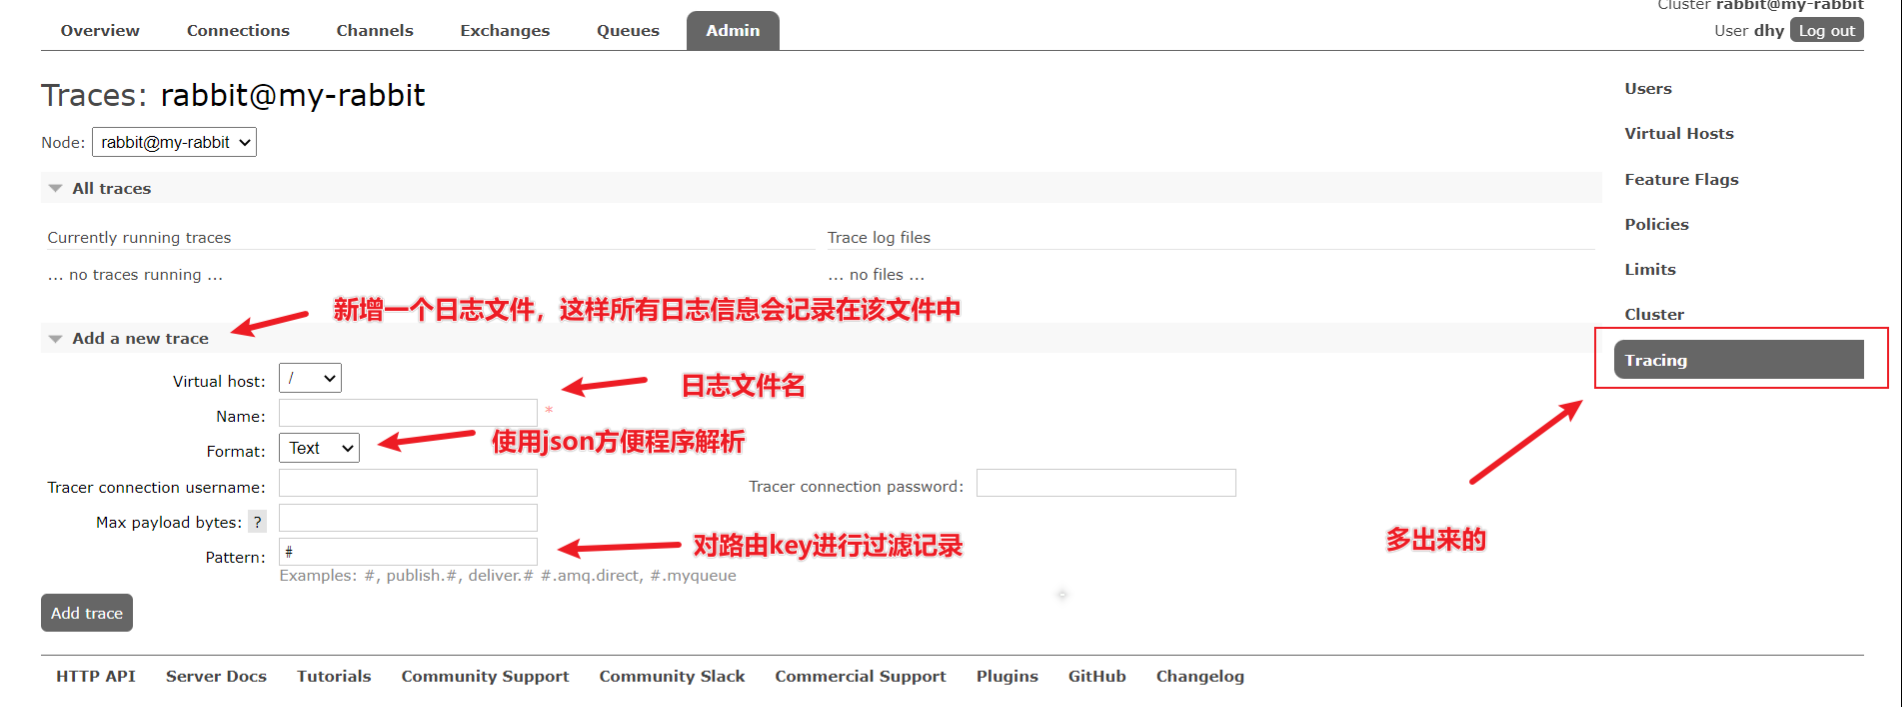 Cluster rabbit@my-rabbit
Overview Connections Channels Exchanges Queues Admin
User dhy Log out
Traces: rabbit@my-rabbit
Node: rabbit@my-rabbit
All traces
Currently running traces
Trace log files
... no traces running ...
... no files ...
新增一个日志文件，这样所有日志信息会记录在该文件中
Add a new trace
Virtual host: /
日志文件名
Name: *
Format: Text
使用json方便程序解析
Tracer connection username:
Tracer connection password:
Max payload bytes: ?
Pattern: #
对路由key进行过滤记录
Examples: #, publish.#, deliver.# #.amq.direct, #.myqueue
Add trace
Users
Virtual Hosts
Feature Flags
Policies
Limits
Cluster
Tracing
多出来的
HTTP API Server Docs Tutorials Community Support Community Slack Commercial Support Plugins GitHub Changelog